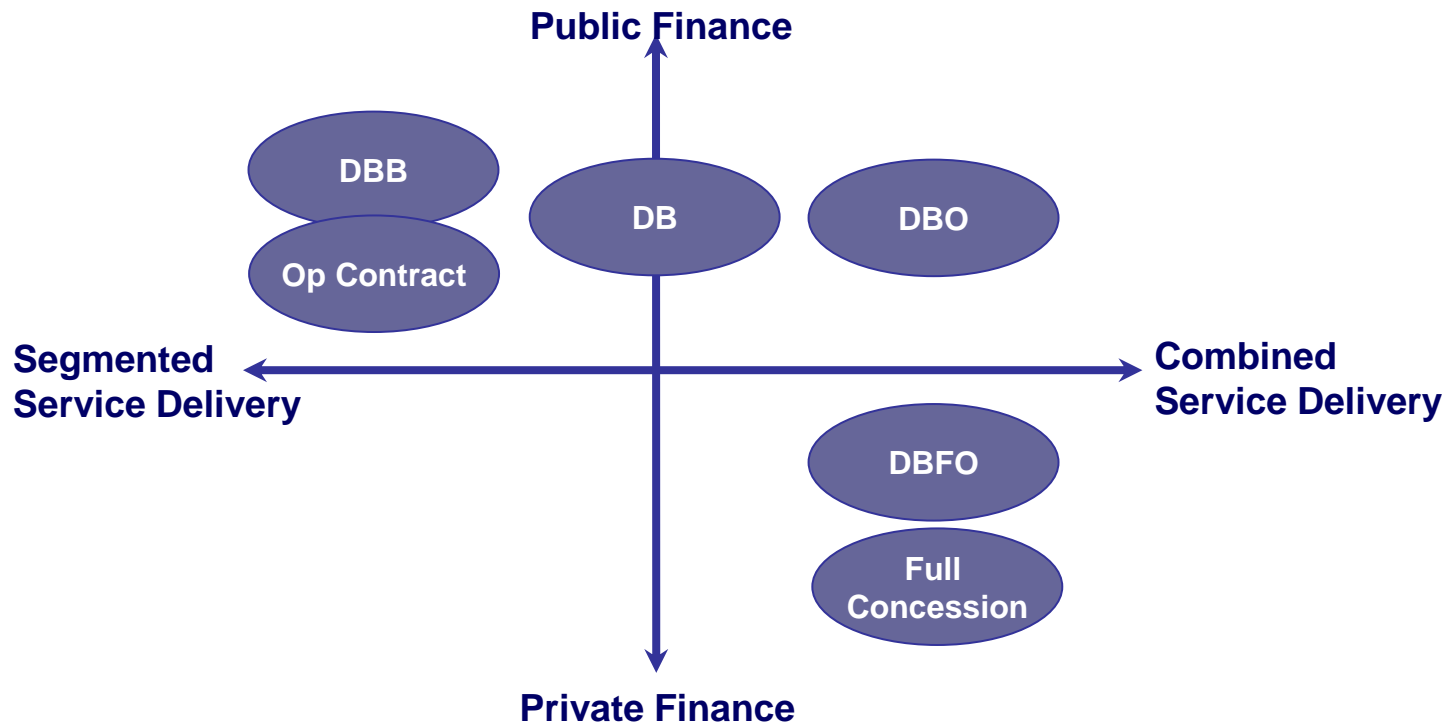 Public Finance
DBB
DB
DBO
Op Contract
Segmented
Service Delivery
Combined
Service Delivery
DBFO
Full
Concession
Private Finance